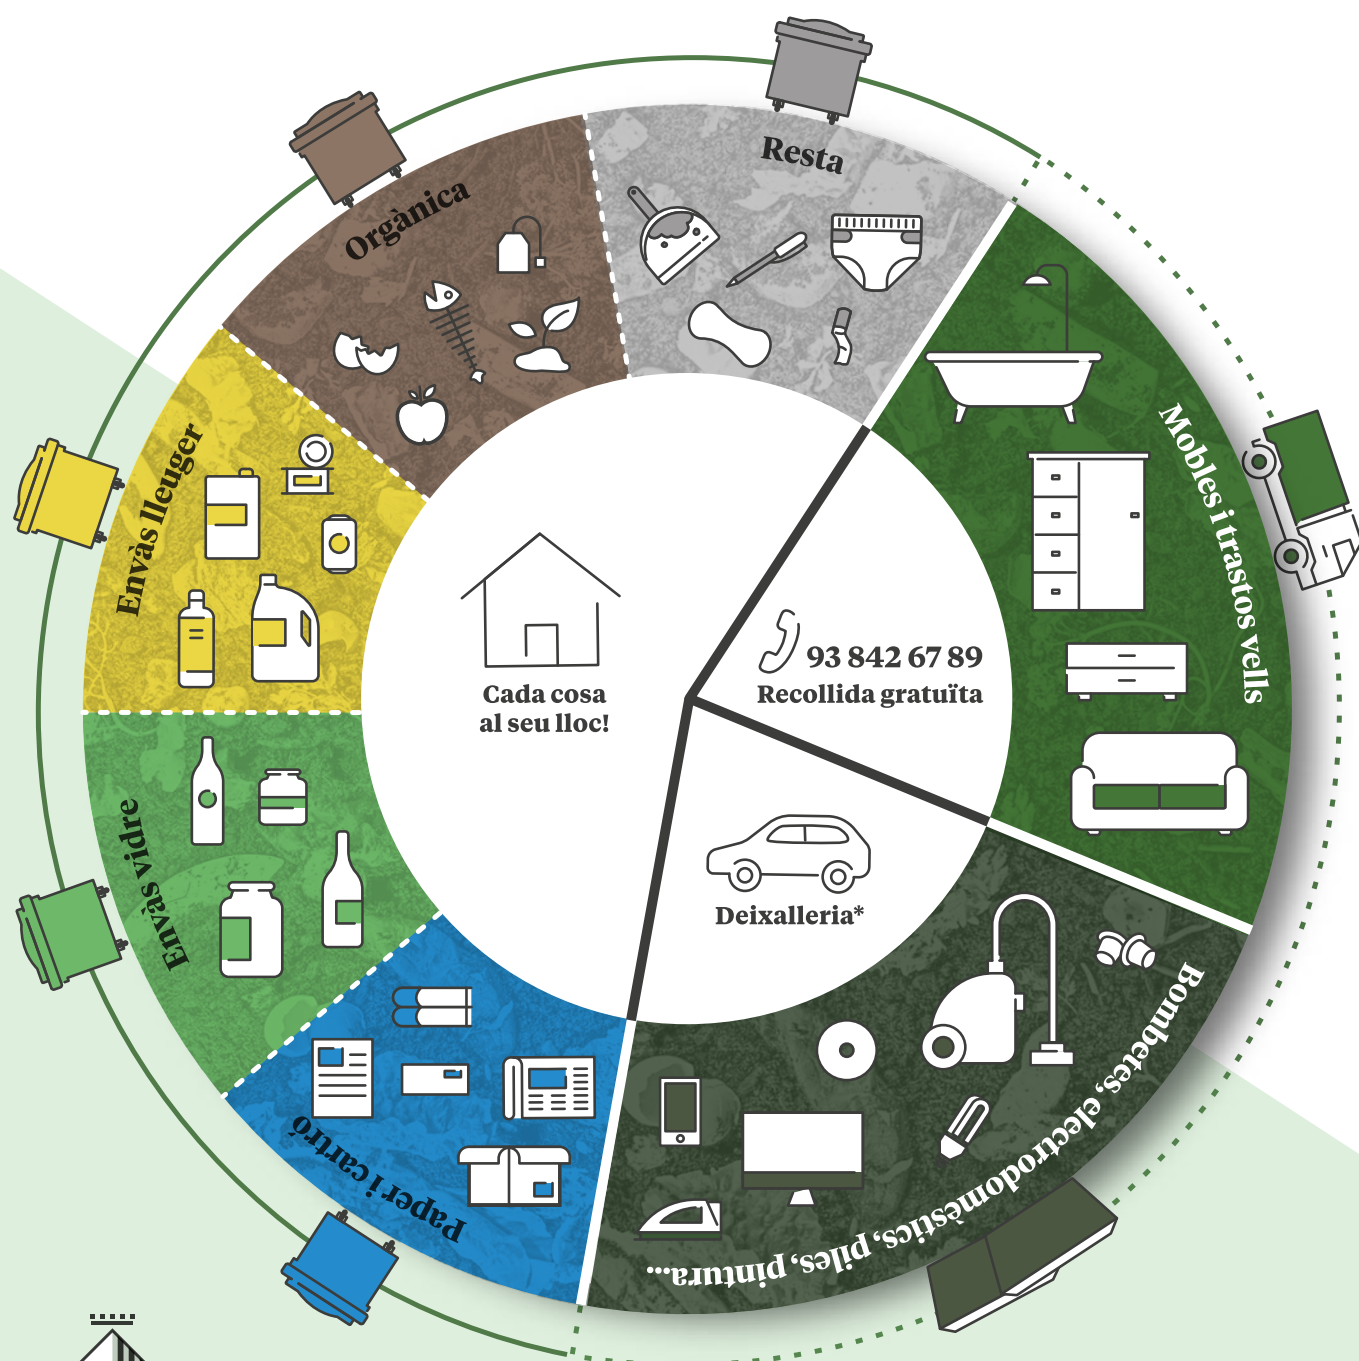 Resta
Orgànica
Envàs lleuger
Envàs vidre
Paper i cartró
Mobles i trastos vells
Bombetes, electrodomèstics, piles, pintura...
Cada cosa
al seu lloc!
93 842 67 89
Recollida gratuïta
Deixalleria*